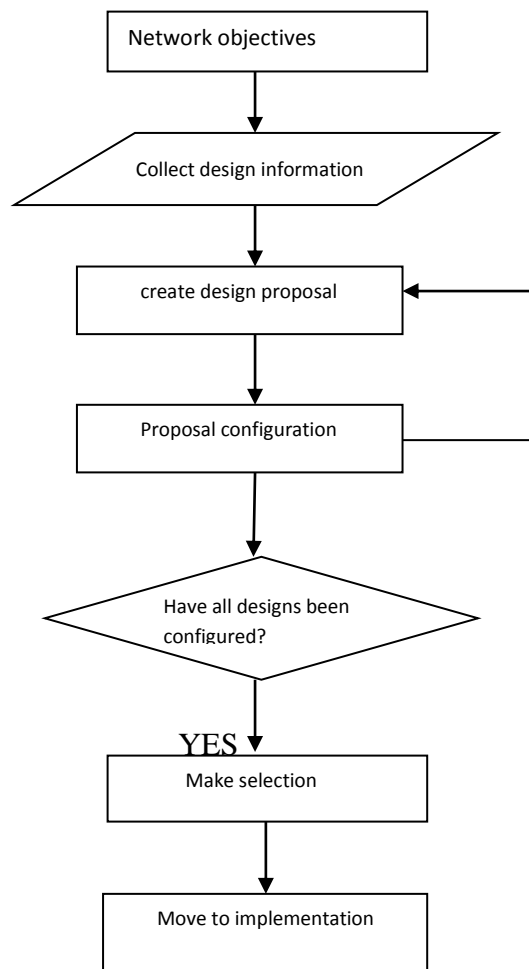 Network objectives
Collect design information
create design proposal
Proposal configuration
Have all designs been
configured?
YES
Make selection
Move to implementation